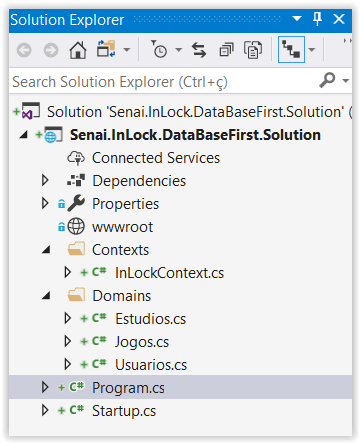 Solution Explorer
Search Solution Explorer (Ctrl+ç)
Solution 'Senai.InLock.DataBaseFirst.Solution' (
Senai.InLock.DataBaseFirst.Solution
Connected Services
Dependencies
Properties
wwwroot
Contexts
C# InLockContext.cs
Domains
C# Estudios.cs
C# Jogos.cs
C# Usuarios.cs
C# Program.cs
C# Startup.cs